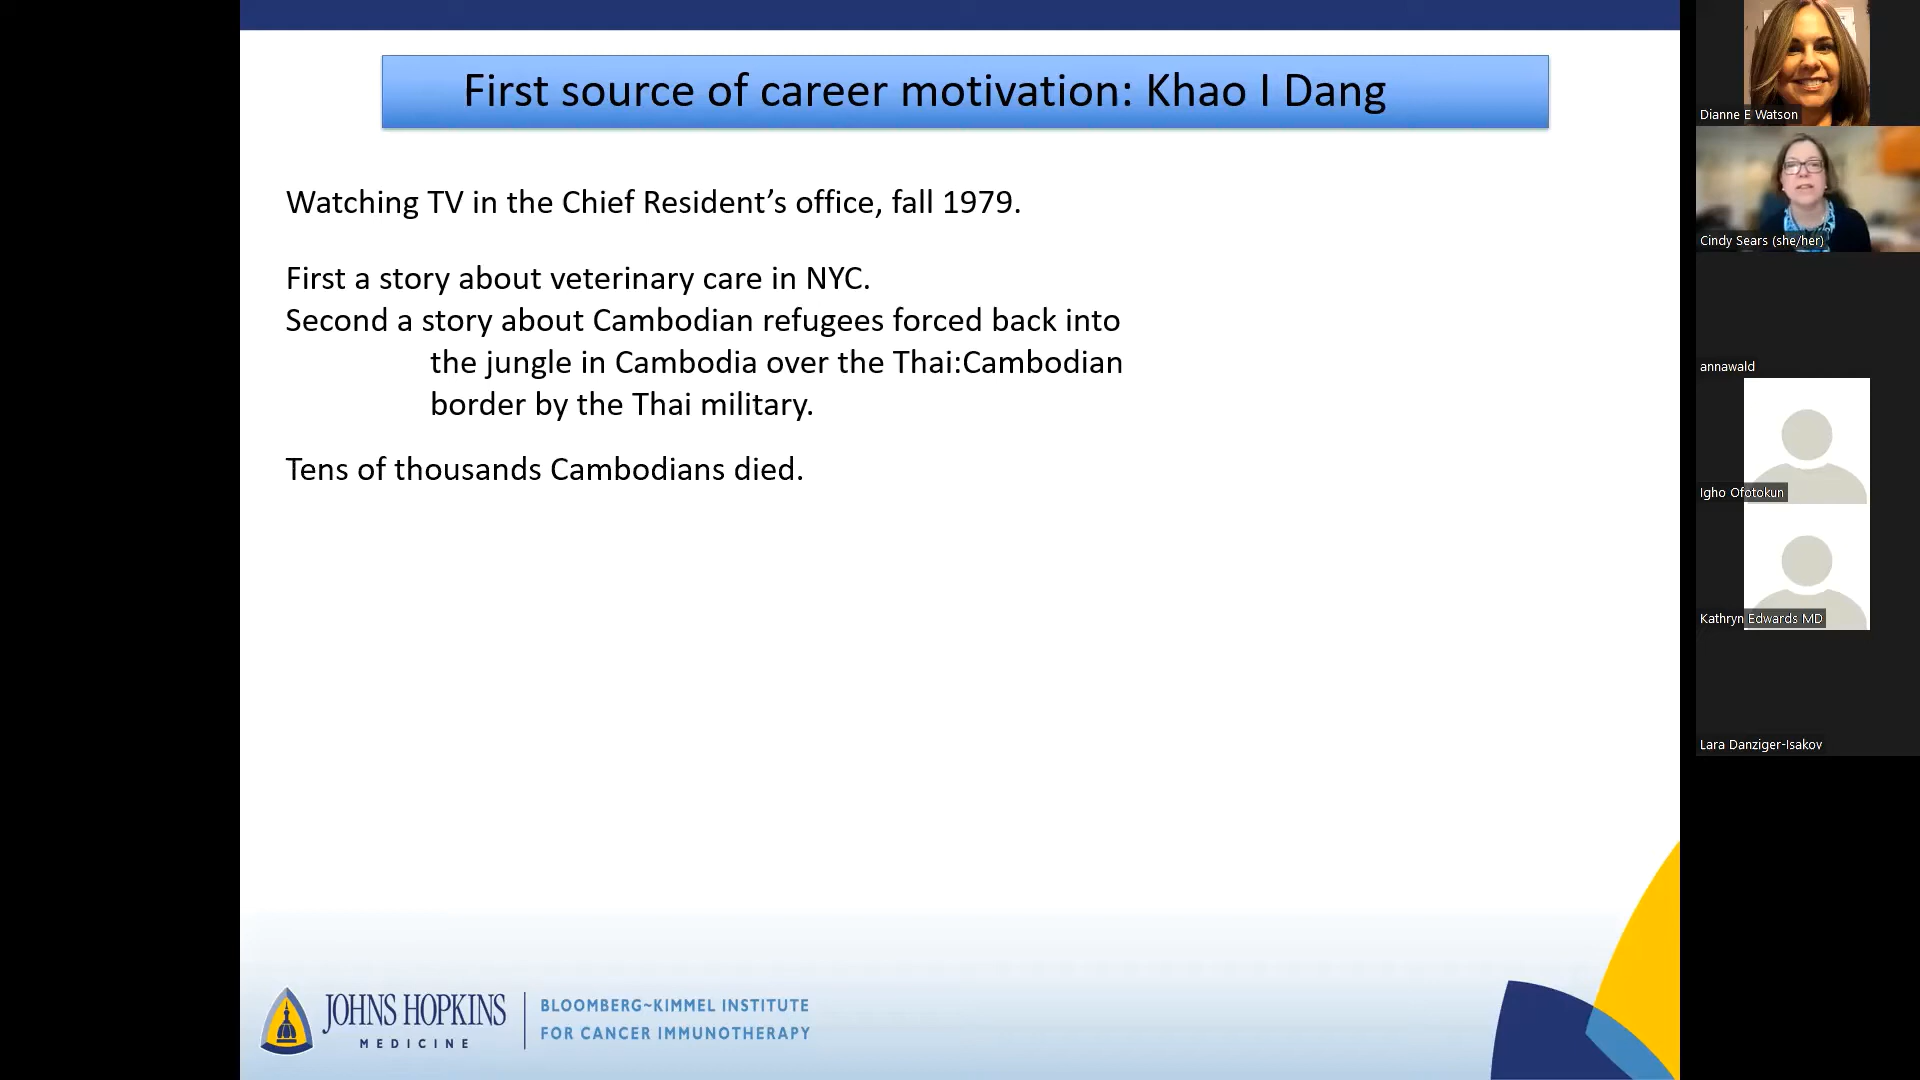 First source of career motivation: Khao I Dang
Watching TV in the Chief Resident’s office, fall 1979.
First a story about veterinary care in NYC.
Second a story about Cambodian refugees forced back into
the jungle in Cambodia over the Thai:Cambodian
border by the Thai military.
Tens of thousands Cambodians died.
JOHNS HOPKINS
MEDICINE
BLOOMBERG~KIMMEL INSTITUTE
FOR CANCER IMMUNOTHERAPY
Dianne E Watson
Cindy Sears (she/her)
annawald
Igho Ofotokun
Kathryn Edwards MD
Lara Danziger-Isakov